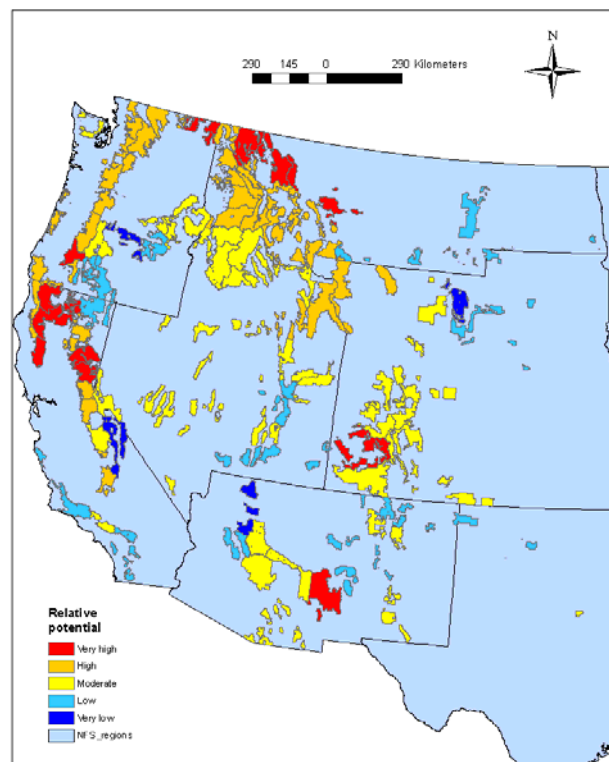 N
290 145 0 290 Kilometers
Relative
potential
Very high
High
Moderate
Low
Very low
NFS_regions